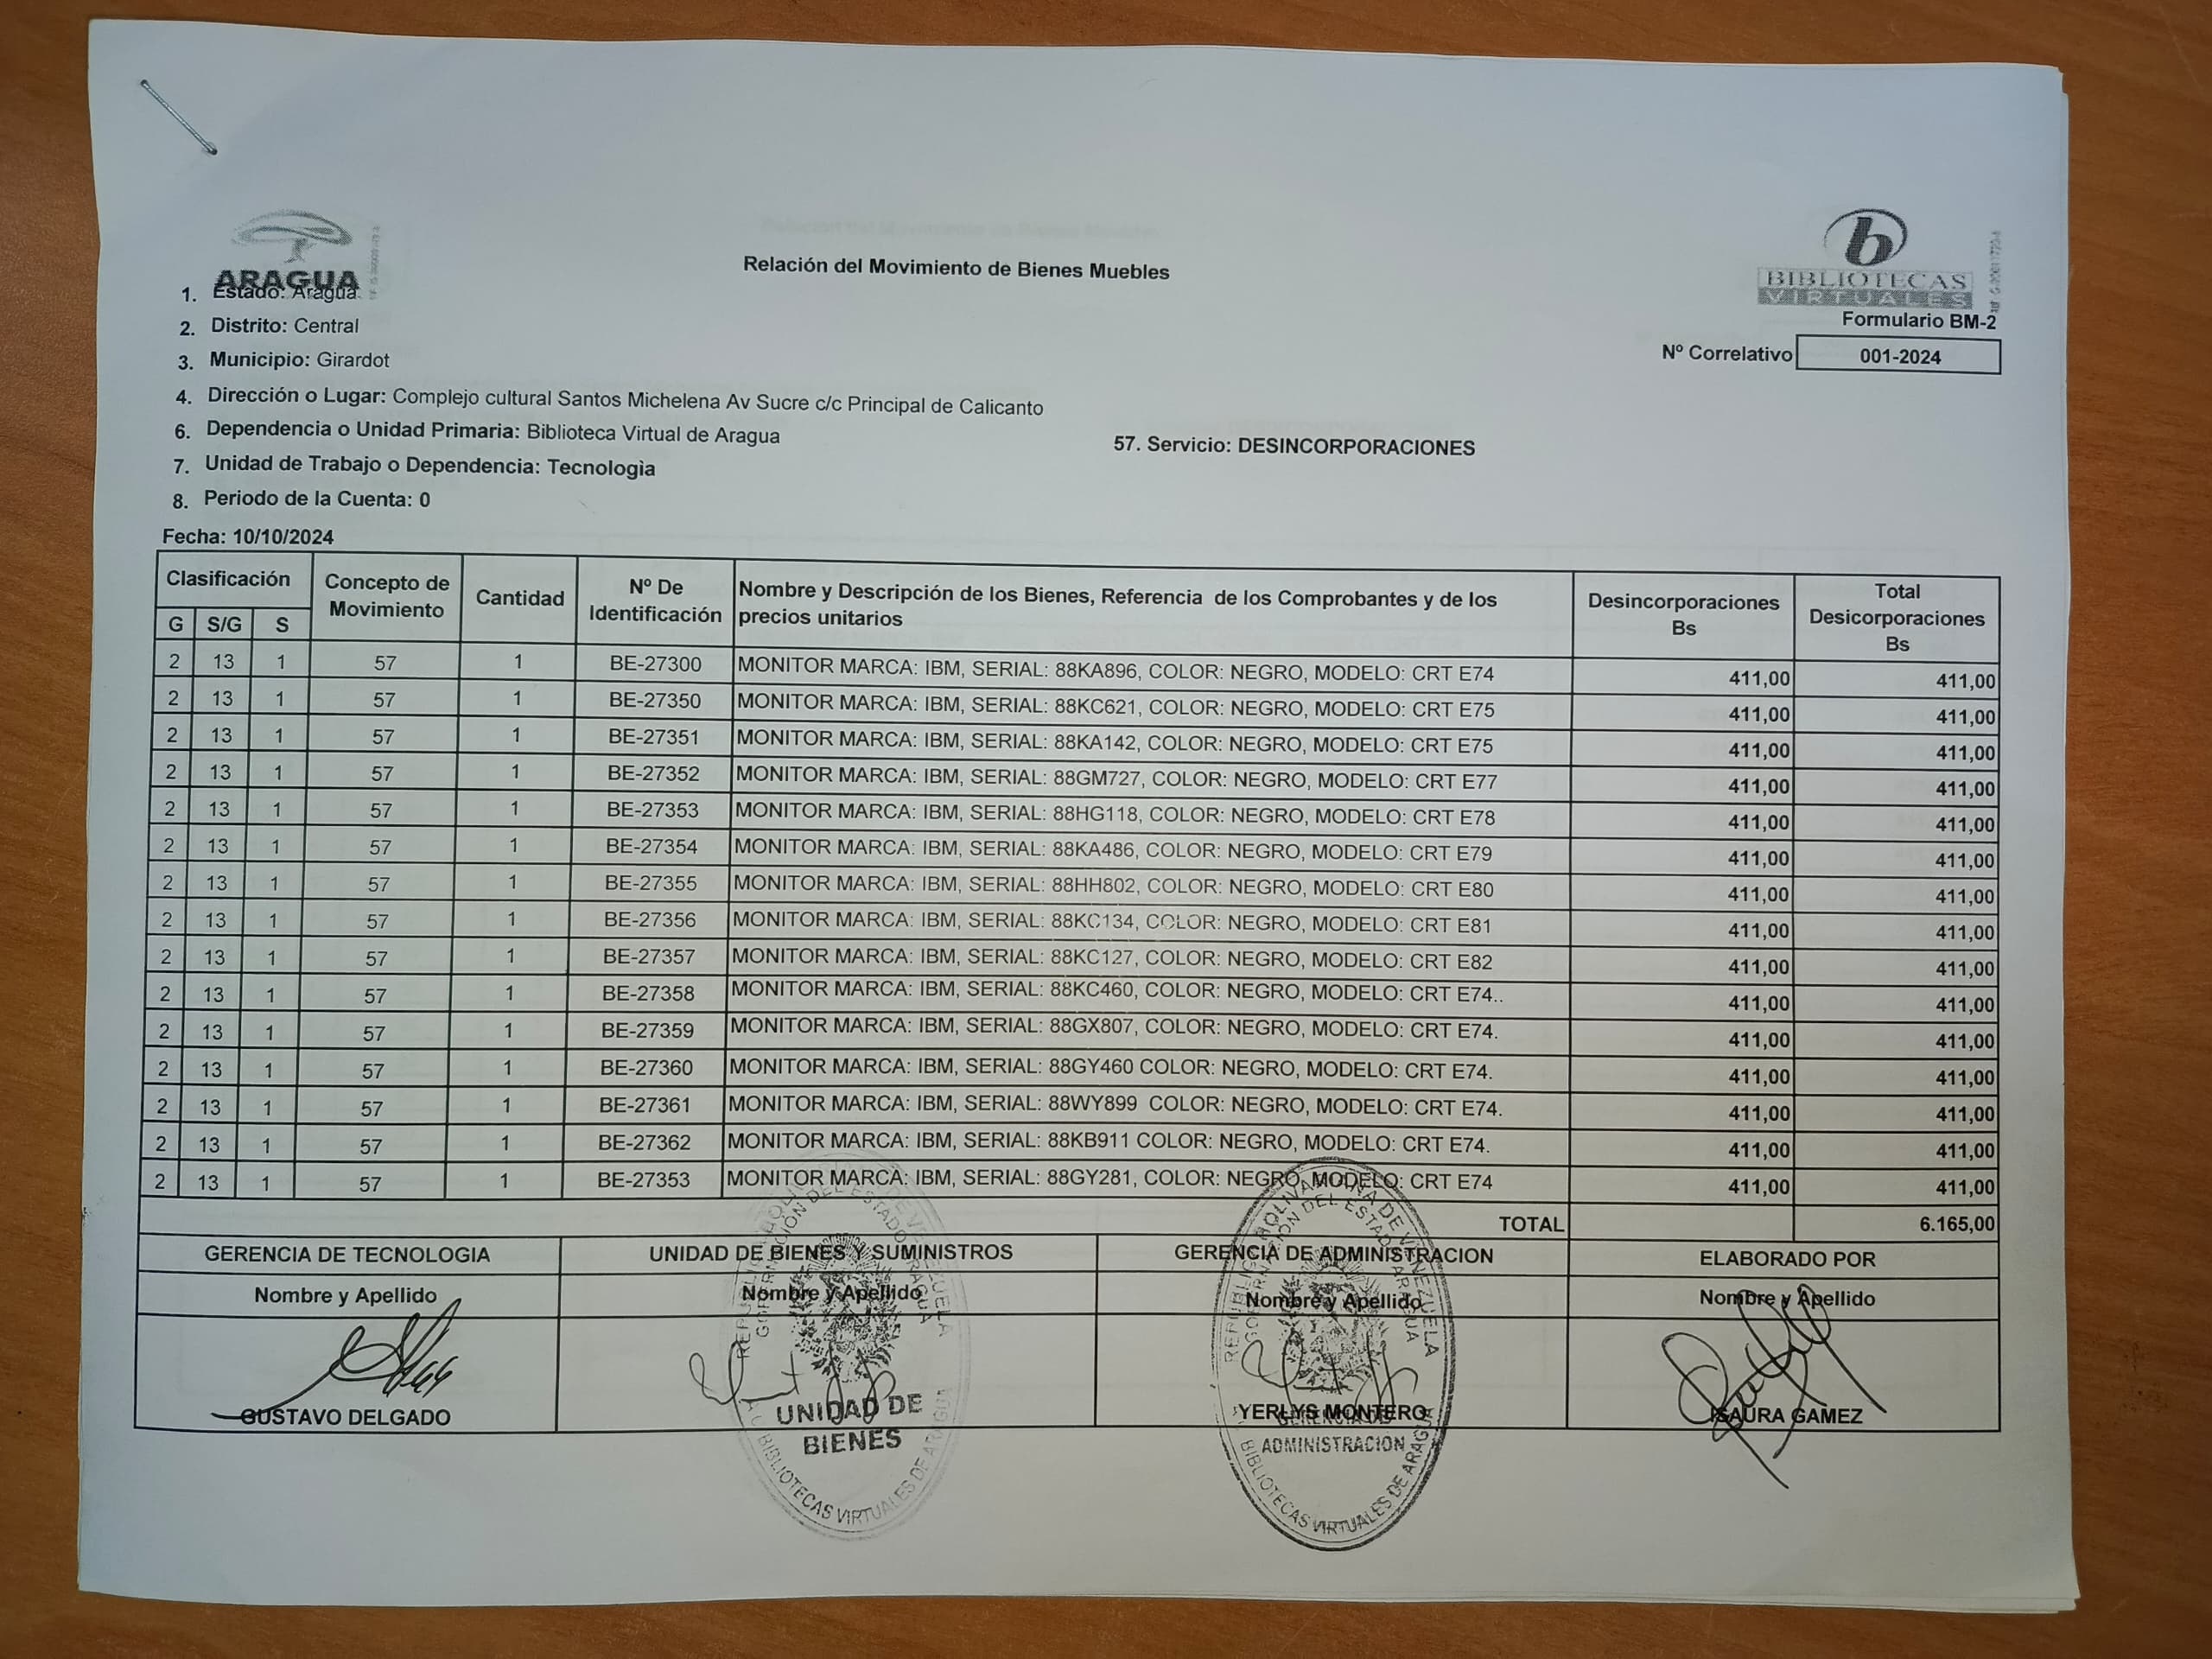 ARAGUA
BIBLIOTECAS
VIRTUALES
Relación del Movimiento de Bienes Muebles
Formulario BM-2
Nº Correlativo 001-2024
1. Estado: Aragua
2. Distrito: Central
3. Municipio: Girardot
4. Dirección o Lugar: Complejo cultural Santos Michelena Av Sucre c/c Principal de Calicanto
6. Dependencia o Unidad Primaria: Biblioteca Virtual de Aragua
57. Servicio: DESINCORPORACIONES
7. Unidad de Trabajo o Dependencia: Tecnologìa
8. Periodo de la Cuenta: 0
Fecha: 10/10/2024
Clasificación Concepto de Movimiento Cantidad Nº De Identificación Nombre y Descripción de los Bienes, Referencia de los Comprobantes y de los precios unitarios Desincorporaciones Bs Total Desicorporaciones Bs
G S/G S
2 13 1 57 1 BE-27300 MONITOR MARCA: IBM, SERIAL: 88KA896, COLOR: NEGRO, MODELO: CRT E74 411,00 411,00
2 13 1 57 1 BE-27350 MONITOR MARCA: IBM, SERIAL: 88KC621, COLOR: NEGRO, MODELO: CRT E75 411,00 411,00
2 13 1 57 1 BE-27351 MONITOR MARCA: IBM, SERIAL: 88KA142, COLOR: NEGRO, MODELO: CRT E75 411,00 411,00
2 13 1 57 1 BE-27352 MONITOR MARCA: IBM, SERIAL: 88GM727, COLOR: NEGRO, MODELO: CRT E77 411,00 411,00
2 13 1 57 1 BE-27353 MONITOR MARCA: IBM, SERIAL: 88HG118, COLOR: NEGRO, MODELO: CRT E78 411,00 411,00
2 13 1 57 1 BE-27354 MONITOR MARCA: IBM, SERIAL: 88KA486, COLOR: NEGRO, MODELO: CRT E79 411,00 411,00
2 13 1 57 1 BE-27355 MONITOR MARCA: IBM, SERIAL: 88HH802, COLOR: NEGRO, MODELO: CRT E80 411,00 411,00
2 13 1 57 1 BE-27356 MONITOR MARCA: IBM, SERIAL: 88KC134, COLOR: NEGRO, MODELO: CRT E81 411,00 411,00
2 13 1 57 1 BE-27357 MONITOR MARCA: IBM, SERIAL: 88KC127, COLOR: NEGRO, MODELO: CRT E82 411,00 411,00
2 13 1 57 1 BE-27358 MONITOR MARCA: IBM, SERIAL: 88KC460, COLOR: NEGRO, MODELO: CRT E74.. 411,00 411,00
2 13 1 57 1 BE-27359 MONITOR MARCA: IBM, SERIAL: 88GX807, COLOR: NEGRO, MODELO: CRT E74. 411,00 411,00
2 13 1 57 1 BE-27360 MONITOR MARCA: IBM, SERIAL: 88GY460 COLOR: NEGRO, MODELO: CRT E74. 411,00 411,00
2 13 1 57 1 BE-27361 MONITOR MARCA: IBM, SERIAL: 88WY899 COLOR: NEGRO, MODELO: CRT E74. 411,00 411,00
2 13 1 57 1 BE-27362 MONITOR MARCA: IBM, SERIAL: 88KB911 COLOR: NEGRO, MODELO: CRT E74. 411,00 411,00
2 13 1 57 1 BE-27353 MONITOR MARCA: IBM, SERIAL: 88GY281, COLOR: NEGRO, MODELO: CRT E74 411,00 411,00
TOTAL 6.165,00
GERENCIA DE TECNOLOGIA UNIDAD DE BIENES Y SUMINISTROS GERENCIA DE ADMINISTRACION ELABORADO POR
Nombre y Apellido Nombre y Apellido Nombre y Apellido Nombre y Apellido
GUSTAVO DELGADO YERLYS MONTERO ISAURA GAMEZ
REPUBLICA BOLIVARIANA DE VENEZUELA
GOBERNACIÓN DEL ESTADO ARAGUA
UNIDAD DE
BIENES
BIBLIOTECAS VIRTUALES DE ARAGUA
REPUBLICA BOLIVARIANA DE VENEZUELA
GOBERNACION DEL ESTADO ARAGUA
GERENCIA DE
ADMINISTRACION
BIBLIOTECAS VIRTUALES DE ARAGUA